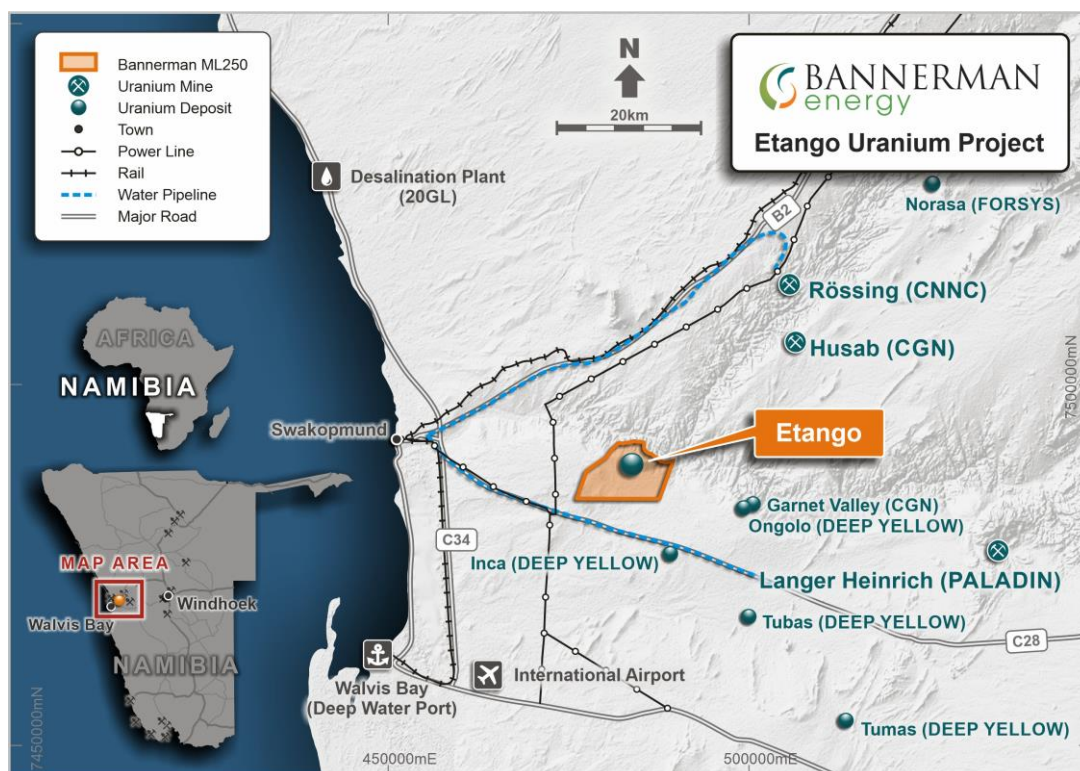 Bannerman ML250
Uranium Mine
Uranium Deposit
Town
Power Line
Rail
Water Pipeline
Major Road
N
20km
BANNERMAN
energy
Etango Uranium Project
Desalination Plant
(20GL)
B2
Norasa (FORSYS)
Rössing (CNNC)
Husab (CGN)
7500000mN
AFRICA
NAMIBIA
Swakopmund
Etango
Garnet Valley (CGN)
Ongolo (DEEP YELLOW)
C34
Inca (DEEP YELLOW)
Langer Heinrich (PALADIN)
MAP AREA
Windhoek
Walvis Bay
NAMIBIA
Tubas (DEEP YELLOW)
C28
Walvis Bay
(Deep Water Port)
International Airport
Tumas (DEEP YELLOW)
7450000mN
450000mE
500000mE